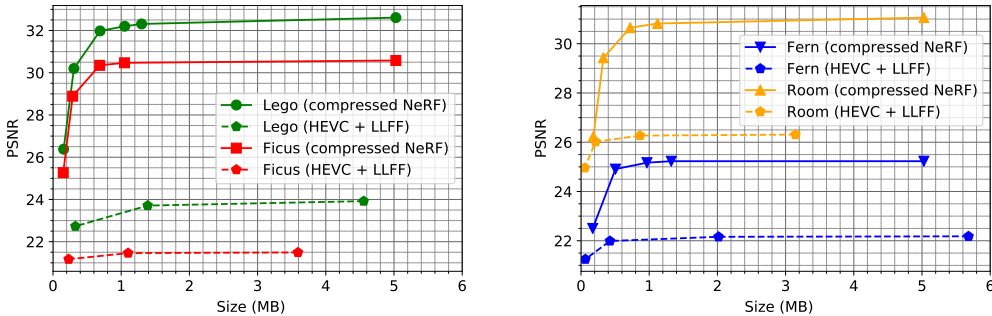 32
30
28
26
24
22
PSNR
Lego (compressed NeRF)
Lego (HEVC + LLFF)
Ficus (compressed NeRF)
Ficus (HEVC + LLFF)
0 1 2 3 4 5 6
Size (MB)
30
28
26
24
22
PSNR
Fern (compressed NeRF)
Fern (HEVC + LLFF)
Room (compressed NeRF)
Room (HEVC + LLFF)
0 1 2 3 4 5 6
Size (MB)